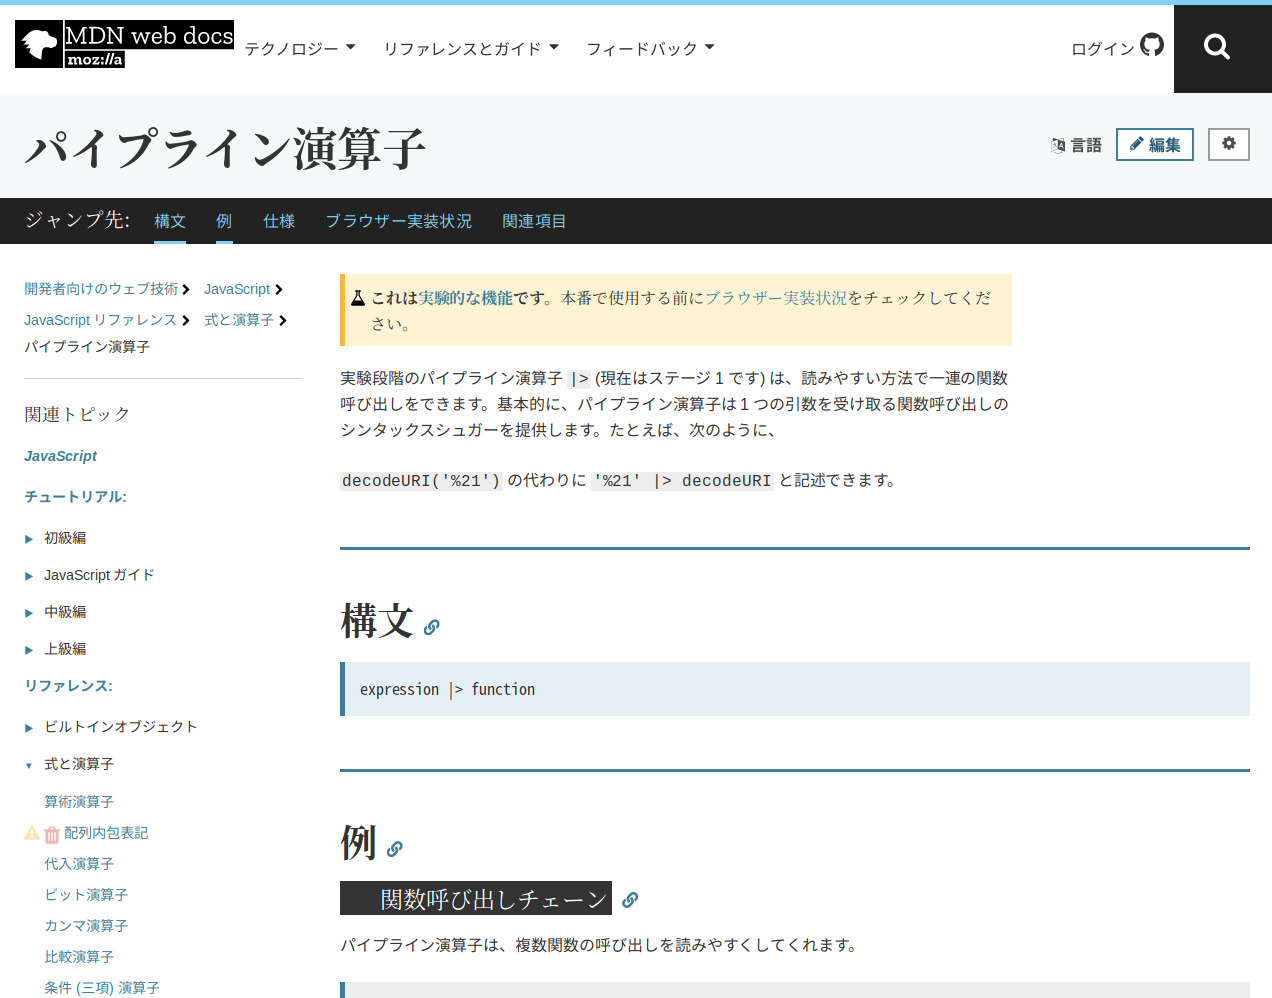 MDN web docs
moz://a
テクノロジー リファレンスとガイド フィードバック ログイン
パイプライン演算子
言語 編集
ジャンプ先: 構文 例 仕様 ブラウザー実装状況 関連項目
開発者向けのウェブ技術 JavaScript
JavaScript リファレンス 式と演算子
パイプライン演算子
関連トピック
JavaScript
チュートリアル:
初級編
JavaScript ガイド
中級編
上級編
リファレンス:
ビルトインオブジェクト
式と演算子
算術演算子
配列内包表記
代入演算子
ビット演算子
カンマ演算子
比較演算子
条件 (三項) 演算子
これは実験的な機能です。本番で使用する前にブラウザー実装状況をチェックしてくだ
さい。
実験段階のパイプライン演算子 |> (現在はステージ 1 です) は、読みやすい方法で一連の関数
呼び出しをできます。基本的に、パイプライン演算子は 1 つの引数を受け取る関数呼び出しの
シンタックスシュガーを提供します。たとえば、次のように、
decodeURI('%21') の代わりに '%21' |> decodeURI と記述できます。
構文
expression |> function
例
関数呼び出しチェーン
パイプライン演算子は、複数関数の呼び出しを読みやすくしてくれます。